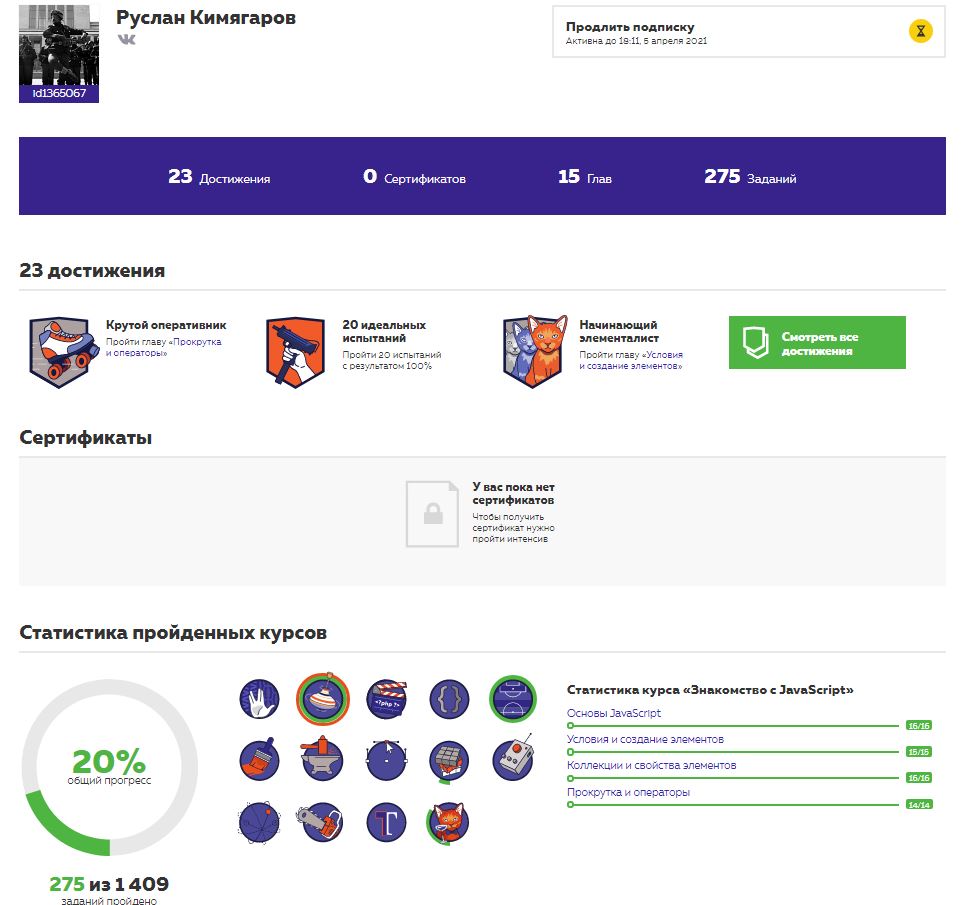 Руслан Кимягаров
Id1365067
Продлить подписку
Активна до 18:11, 5 апреля 2021
23 Достижения
0 Сертификатов
15 Глав
275 Заданий
23 достижения
Крутой оперативник
Пройти главу «Прокрутка
и операторы»
20 идеальных
испытаний
Пройти 20 испытаний
с результатом 100%
Начинающий
элементалист
Пройти главу «Условия
и создание элементов»
Смотреть все
достижения
Сертификаты
У вас пока нет
сертификатов
Чтобы получить
сертификат нужно
пройти интенсив
Статистика пройденных курсов
20%
общий прогресс
275 из 1 409
заданий пройдено
<?php ?>
{ }
T
Статистика курса «Знакомство с JavaScript»
Основы JavaScript
16/16
Условия и создание элементов
15/15
Коллекции и свойства элементов
16/16
Прокрутка и операторы
14/14